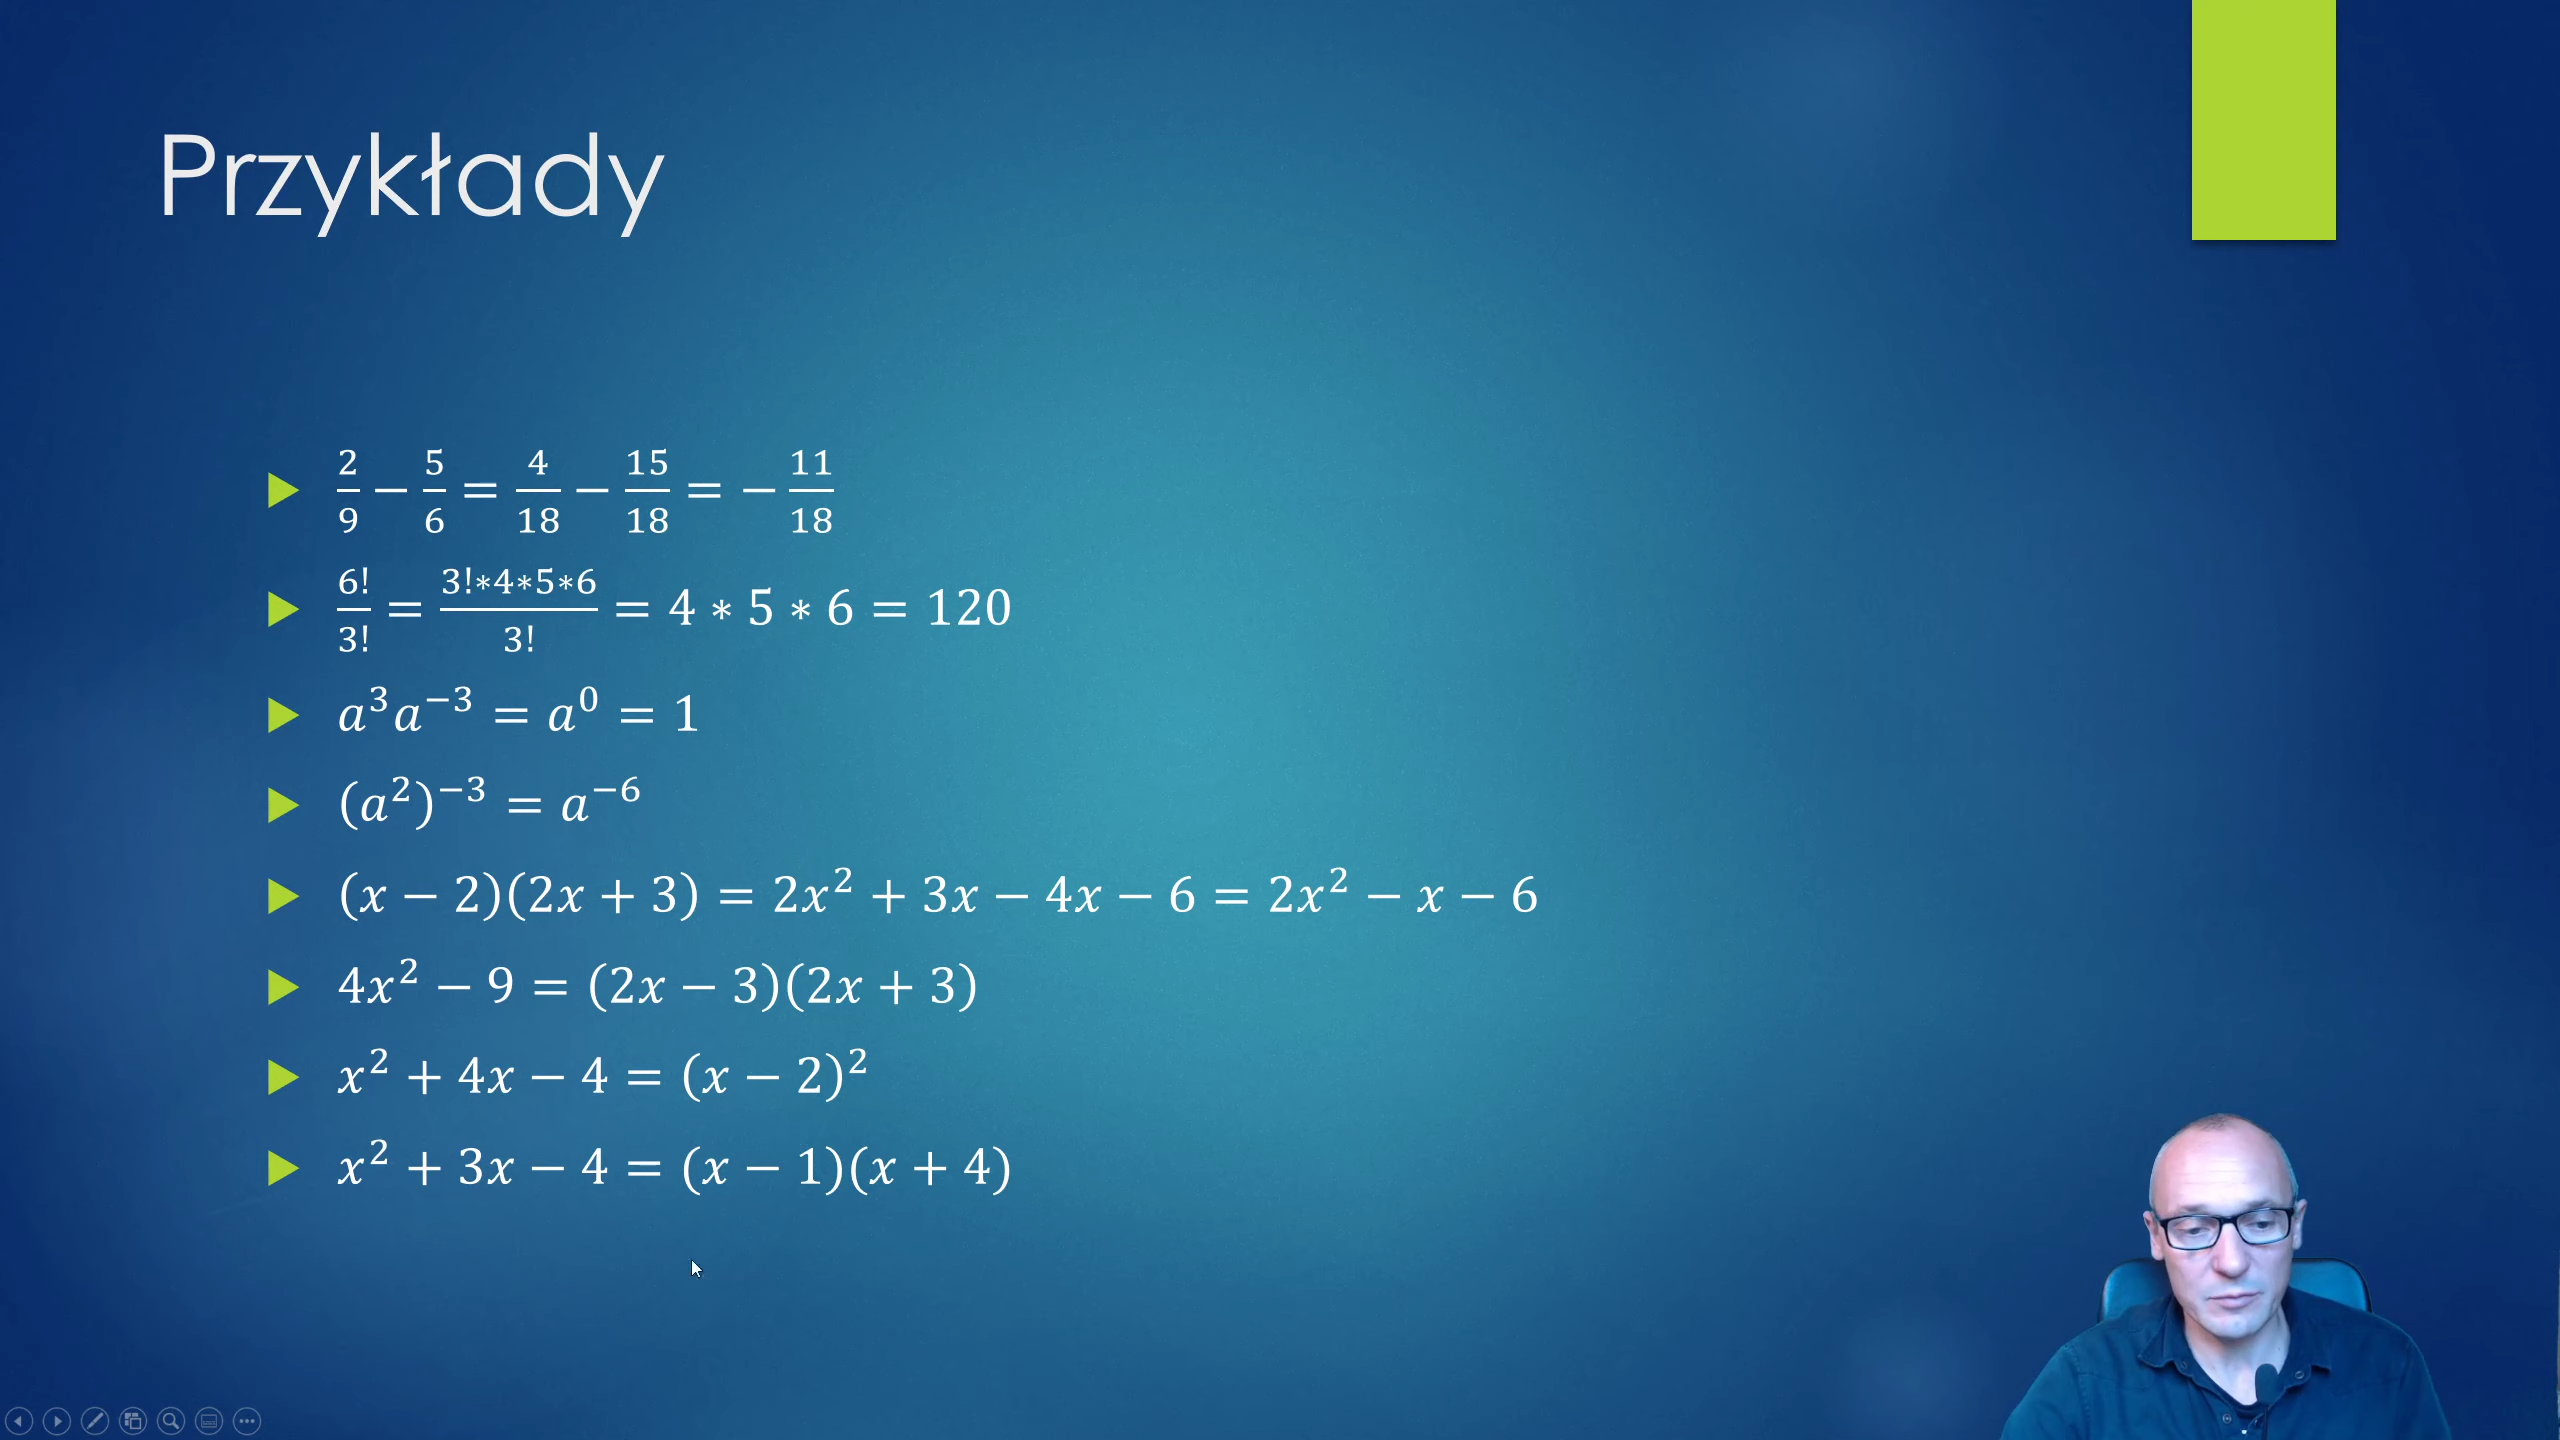 Przykłady
2/9 − 5/6 = 4/18 − 15/18 = − 11/18
6!/3! = 3!*4*5*6/3! = 4 * 5 * 6 = 120
a³a⁻³ = a⁰ = 1
(a²)⁻³ = a⁻⁶
(x − 2)(2x + 3) = 2x² + 3x − 4x − 6 = 2x² − x − 6
4x² − 9 = (2x − 3)(2x + 3)
x² + 4x − 4 = (x − 2)²
x² + 3x − 4 = (x − 1)(x + 4)